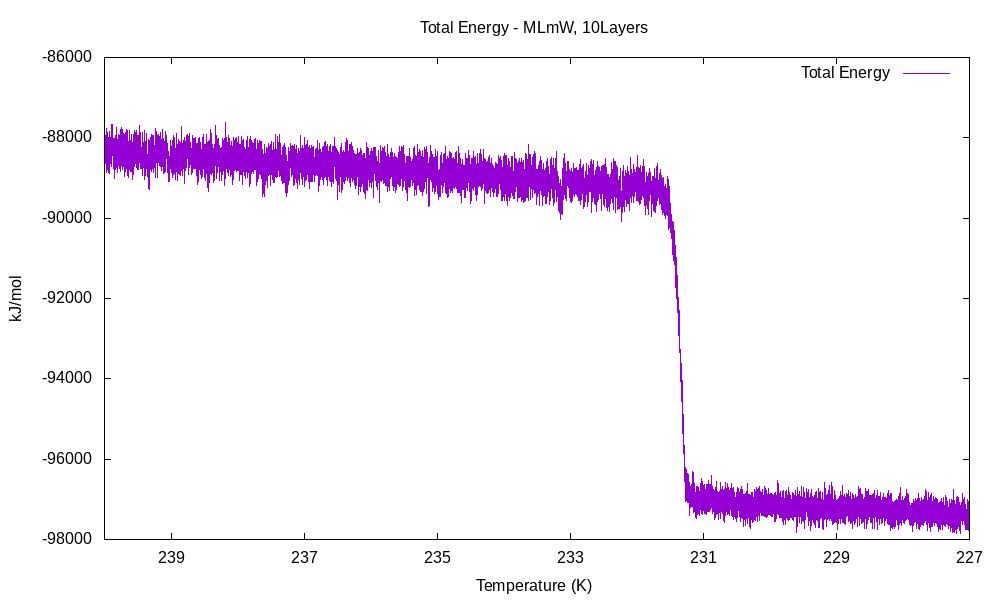 Total Energy - MLmW, 10Layers
Total Energy
-86000
-88000
-90000
-92000
-94000
-96000
-98000
kJ/mol
239 237 235 233 231 229 227
Temperature (K)